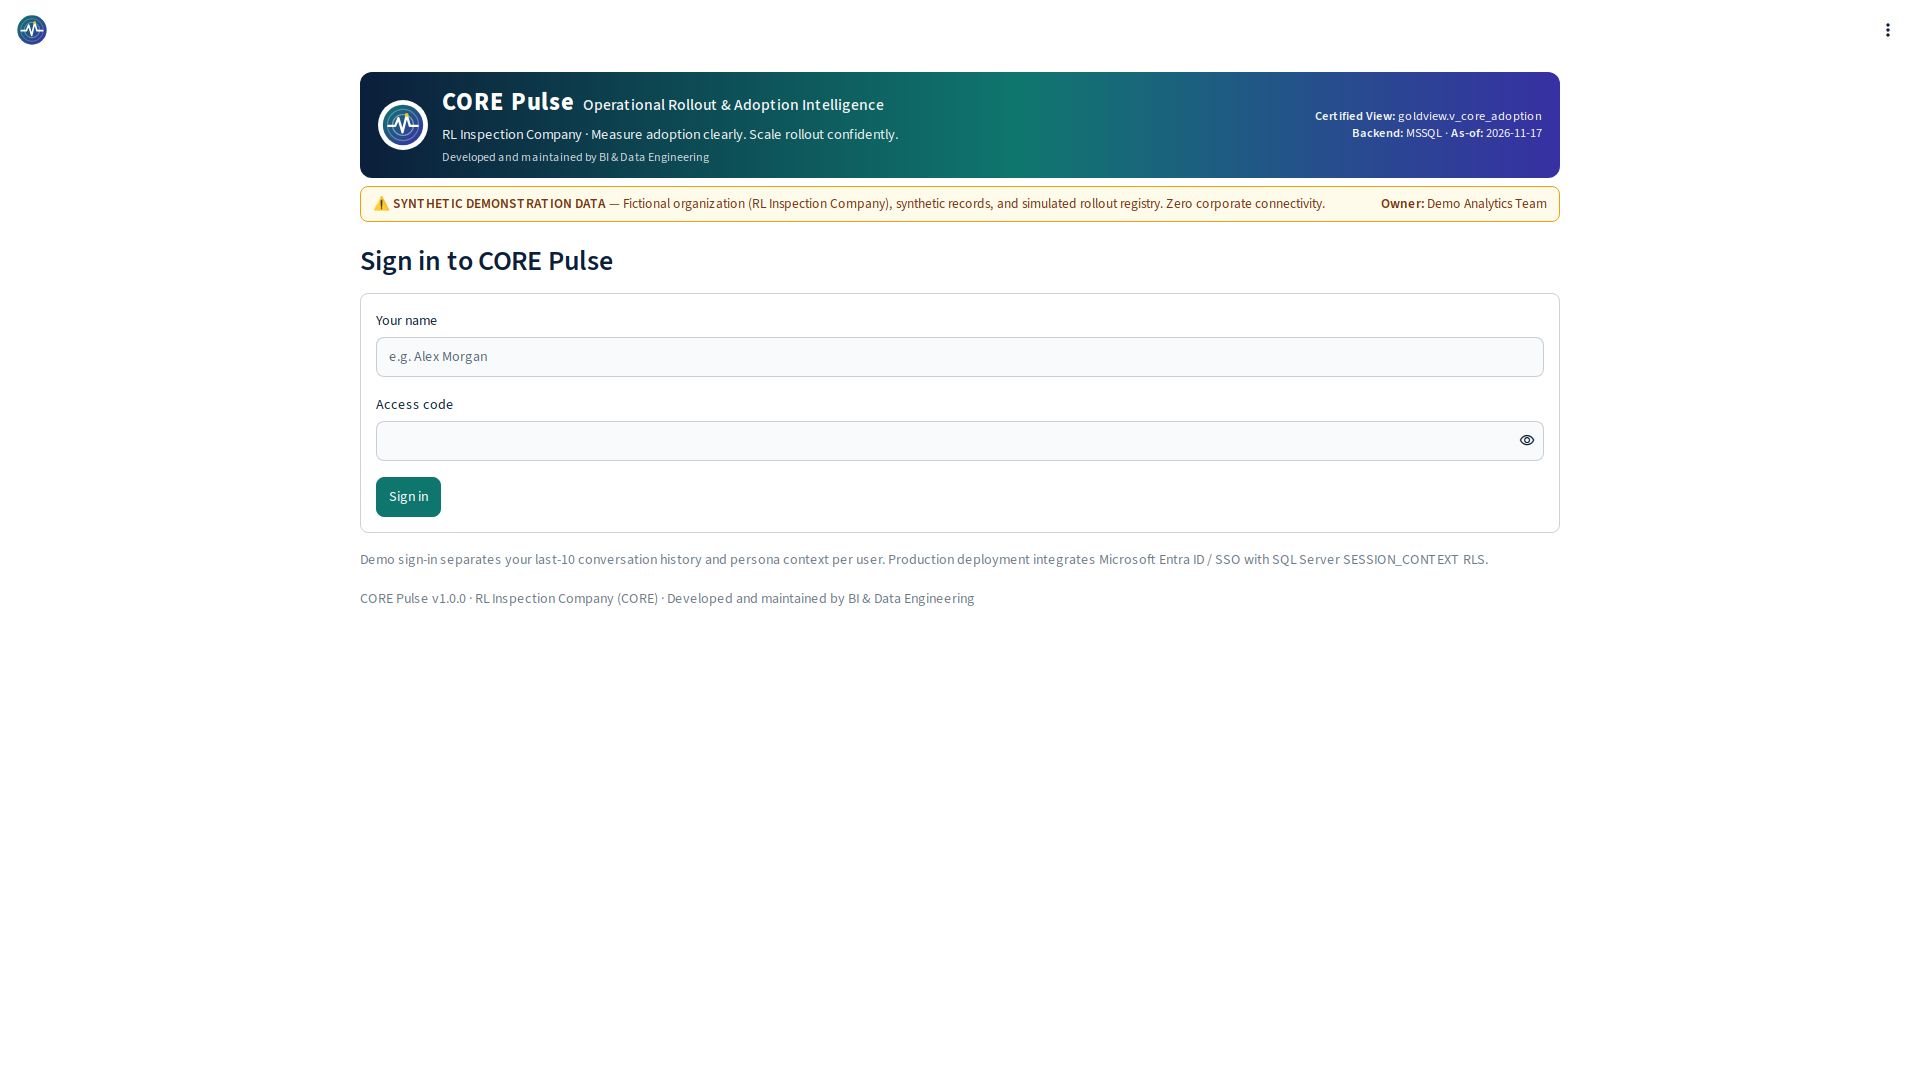 CORE Pulse Operational Rollout & Adoption Intelligence
RL Inspection Company · Measure adoption clearly. Scale rollout confidently.
Developed and maintained by BI & Data Engineering
Certified View: goldview.v_core_adoption
Backend: MSSQL · As-of: 2026-11-17
⚠️ SYNTHETIC DEMONSTRATION DATA — Fictional organization (RL Inspection Company), synthetic records, and simulated rollout registry. Zero corporate connectivity.
Owner: Demo Analytics Team
Sign in to CORE Pulse
Your name
e.g. Alex Morgan
Access code
Sign in
Demo sign-in separates your last-10 conversation history and persona context per user. Production deployment integrates Microsoft Entra ID / SSO with SQL Server SESSION_CONTEXT RLS.
CORE Pulse v1.0.0 · RL Inspection Company (CORE) · Developed and maintained by BI & Data Engineering